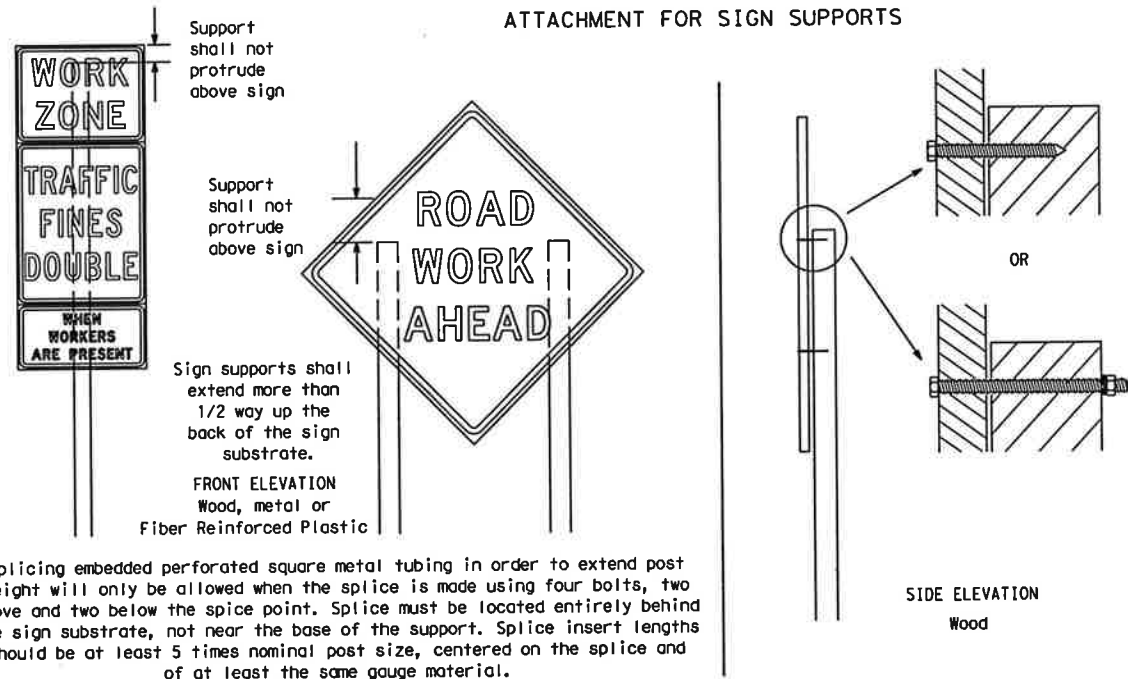 ATTACHMENT FOR SIGN SUPPORTS
Support
shall not
protrude
above sign
WORK
ZONE
TRAFFIC
FINES
DOUBLE
WHEN
WORKERS
ARE PRESENT
Support
shall not
protrude
above sign
ROAD
WORK
AHEAD
Sign supports shall
extend more than
1/2 way up the
back of the sign
substrate.
FRONT ELEVATION
Wood, metal or
Fiber Reinforced Plastic
OR
SIDE ELEVATION
Wood
plicing embedded perforated square metal tubing in order to extend post
eight will only be allowed when the splice is made using four bolts, two
ove and two below the spice point. Splice must be located entirely behind
e sign substrate, not near the base of the support. Splice insert lengths
hould be at least 5 times nominal post size, centered on the splice and
of at least the same gauge material.